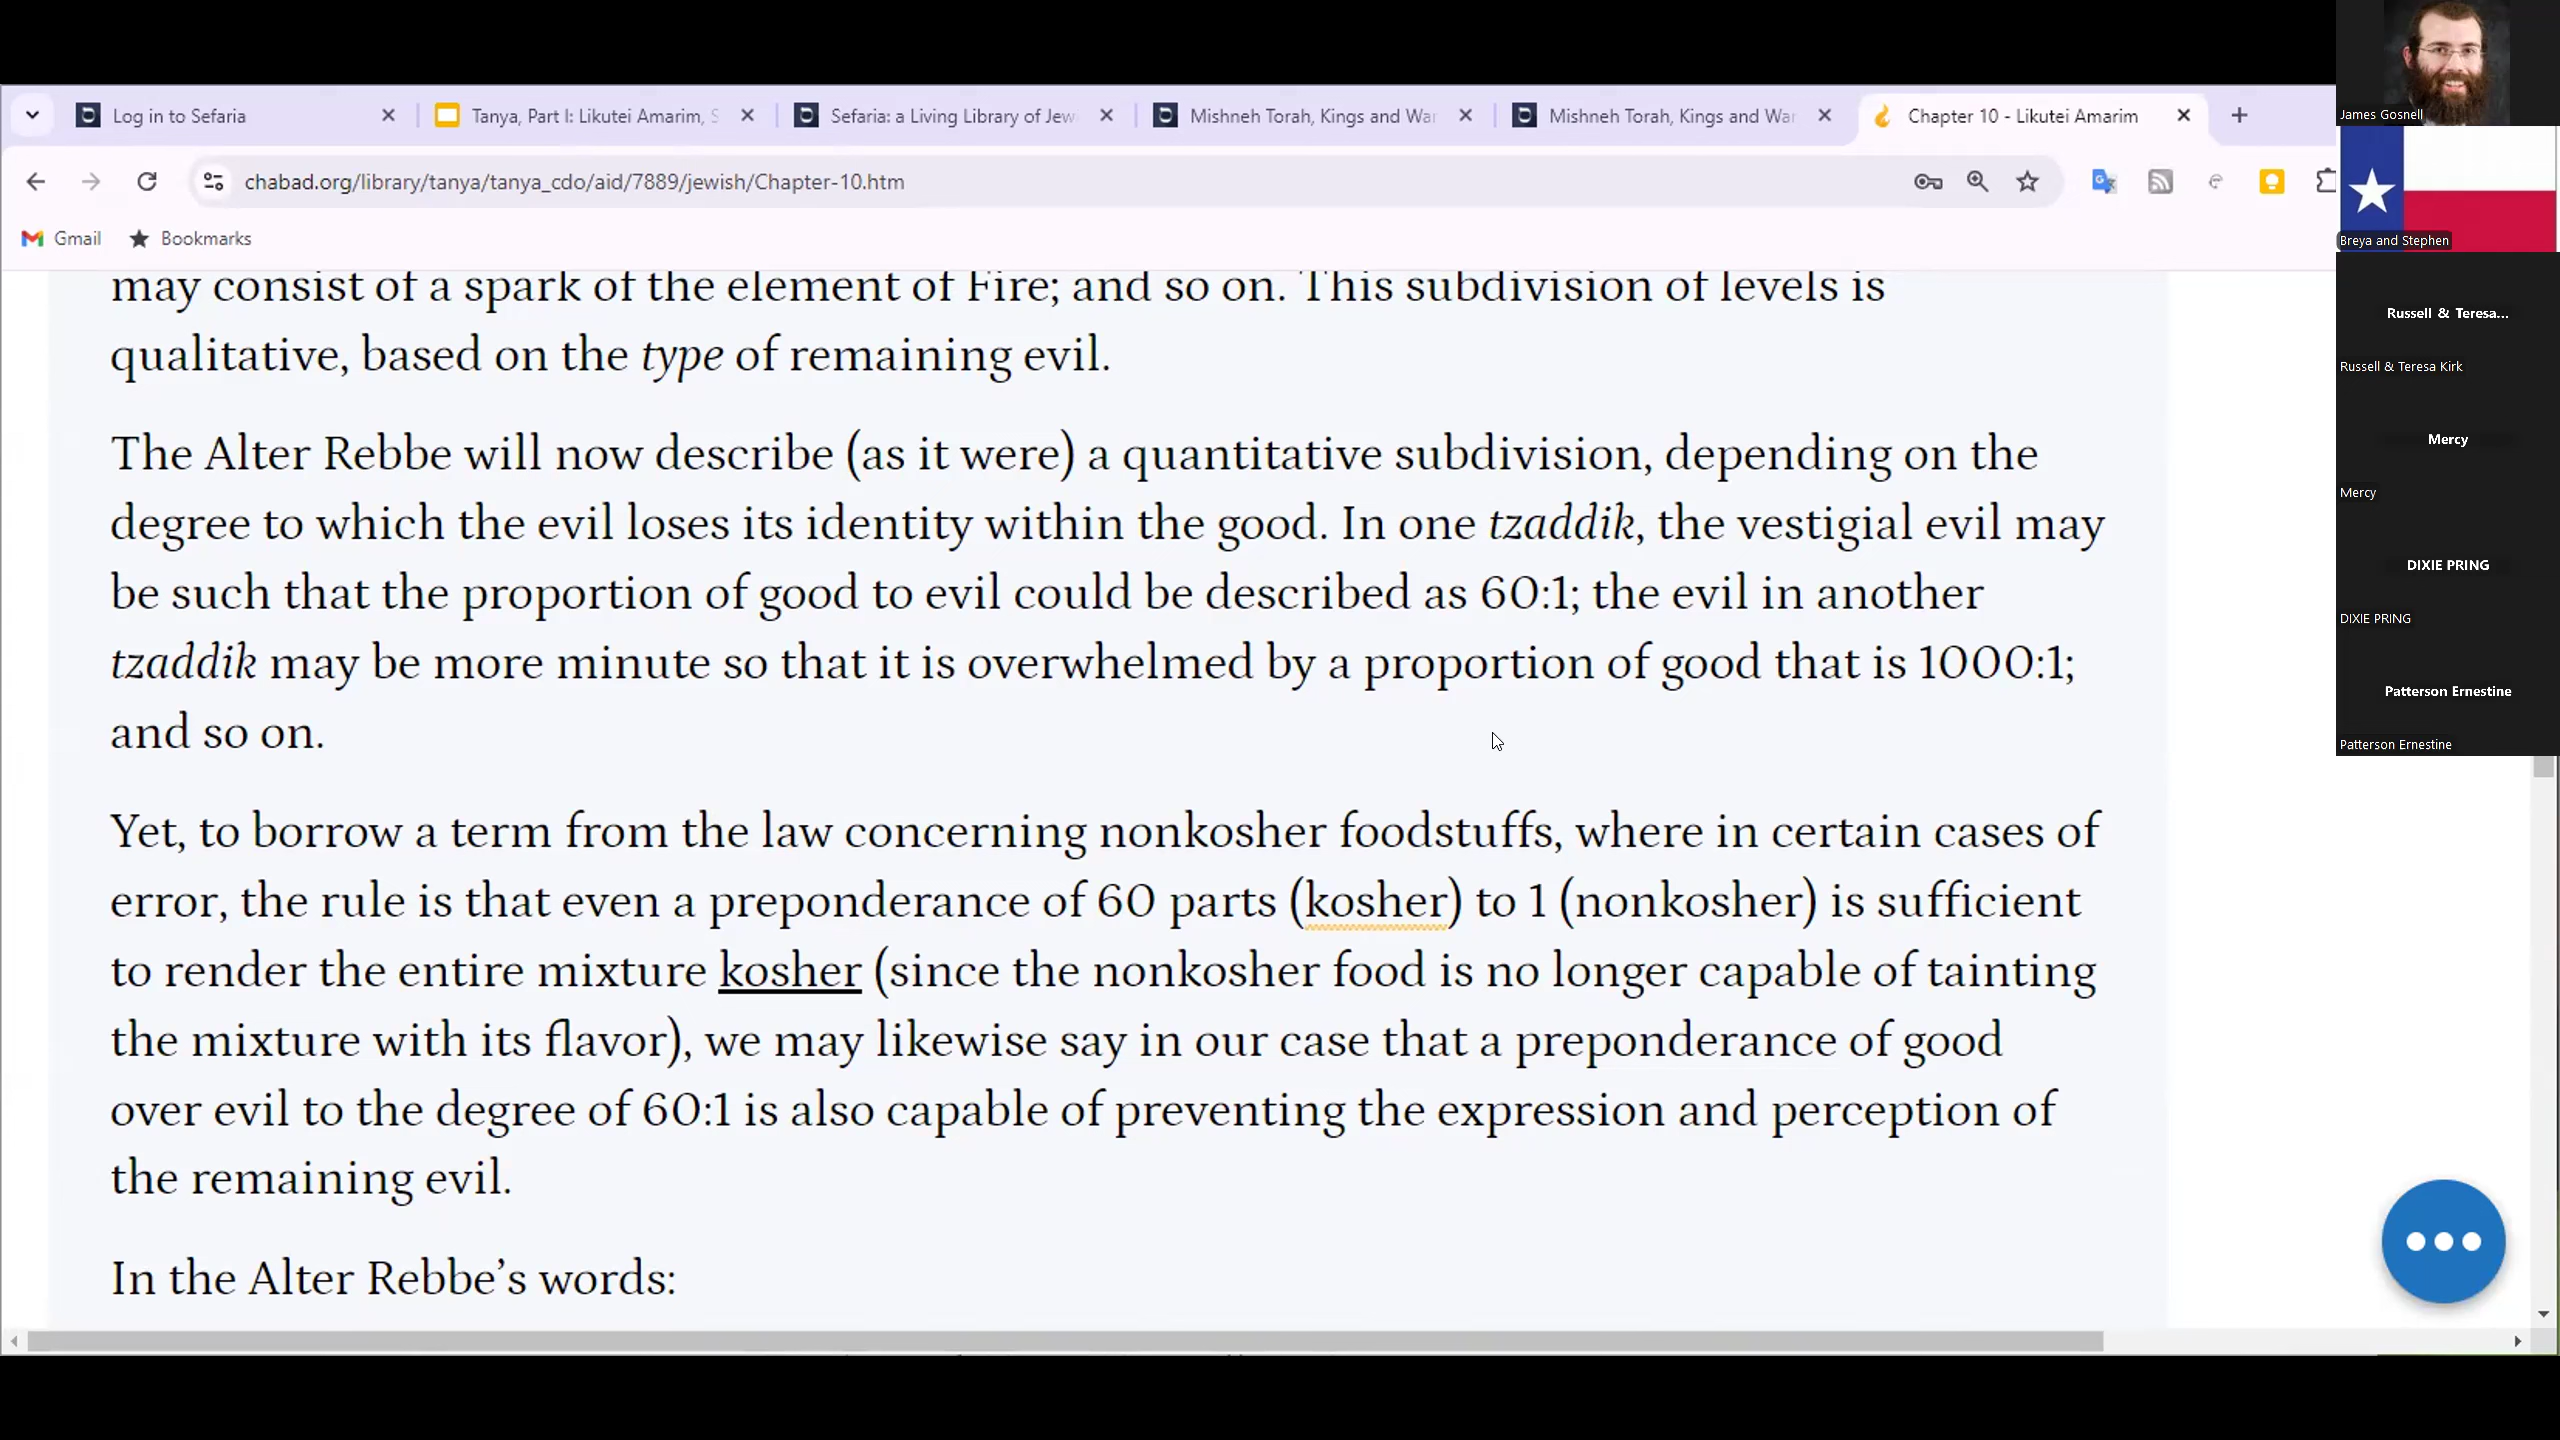 Log in to Sefaria
Tanya, Part I: Likutei Amarim, S
Sefaria: a Living Library of Jew
Mishneh Torah, Kings and War
Mishneh Torah, Kings and War
Chapter 10 - Likutei Amarim
chabad.org/library/tanya/tanya_cdo/aid/7889/jewish/Chapter-10.htm
Gmail
Bookmarks
may consist of a spark of the element of Fire; and so on. This subdivision of levels is
qualitative, based on the type of remaining evil.
The Alter Rebbe will now describe (as it were) a quantitative subdivision, depending on the
degree to which the evil loses its identity within the good. In one tzaddik, the vestigial evil may
be such that the proportion of good to evil could be described as 60:1; the evil in another
tzaddik may be more minute so that it is overwhelmed by a proportion of good that is 1000:1;
and so on.
Yet, to borrow a term from the law concerning nonkosher foodstuffs, where in certain cases of
error, the rule is that even a preponderance of 60 parts (kosher) to 1 (nonkosher) is sufficient
to render the entire mixture kosher (since the nonkosher food is no longer capable of tainting
the mixture with its flavor), we may likewise say in our case that a preponderance of good
over evil to the degree of 60:1 is also capable of preventing the expression and perception of
the remaining evil.
In the Alter Rebbe’s words:
James Gosnell
Breya and Stephen
Russell & Teresa...
Russell & Teresa Kirk
Mercy
Mercy
DIXIE PRING
DIXIE PRING
Patterson Ernestine
Patterson Ernestine